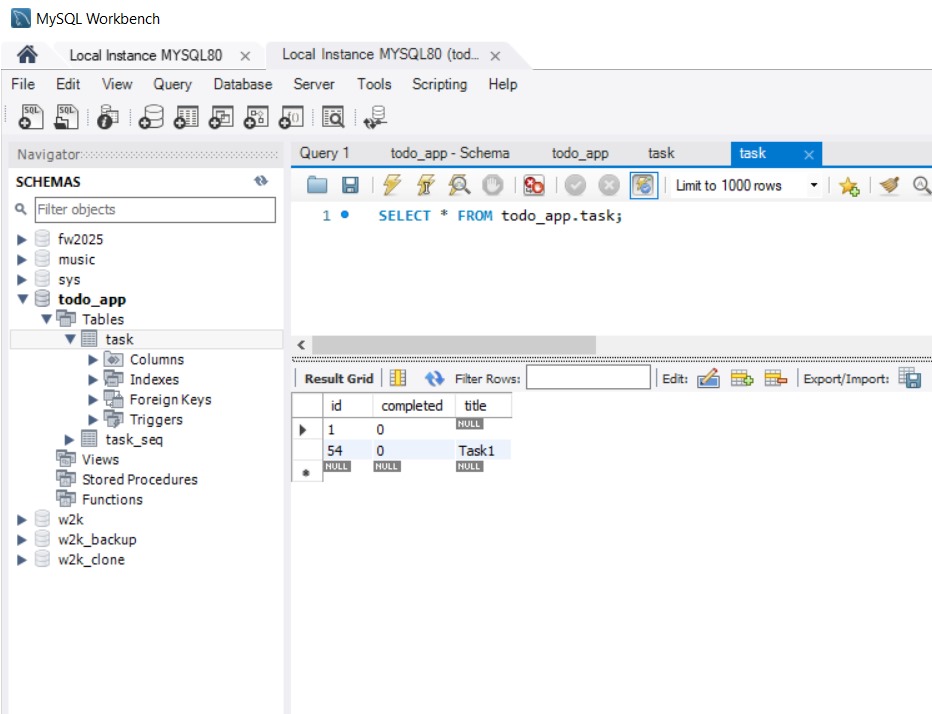 MySQL Workbench
Local Instance MYSQL80
Local Instance MYSQL80 (tod...
File Edit View Query Database Server Tools Scripting Help
Navigator
SCHEMAS
Filter objects
fw2025
music
sys
todo_app
Tables
task
Columns
Indexes
Foreign Keys
Triggers
task_seq
Views
Stored Procedures
Functions
w2k
w2k_backup
w2k_clone
Query 1 todo_app - Schema todo_app task task
Limit to 1000 rows
1 SELECT * FROM todo_app.task;
Result Grid Filter Rows: Edit: Export/Import:
id completed title
1 0 NULL
54 0 Task1
NULL NULL NULL